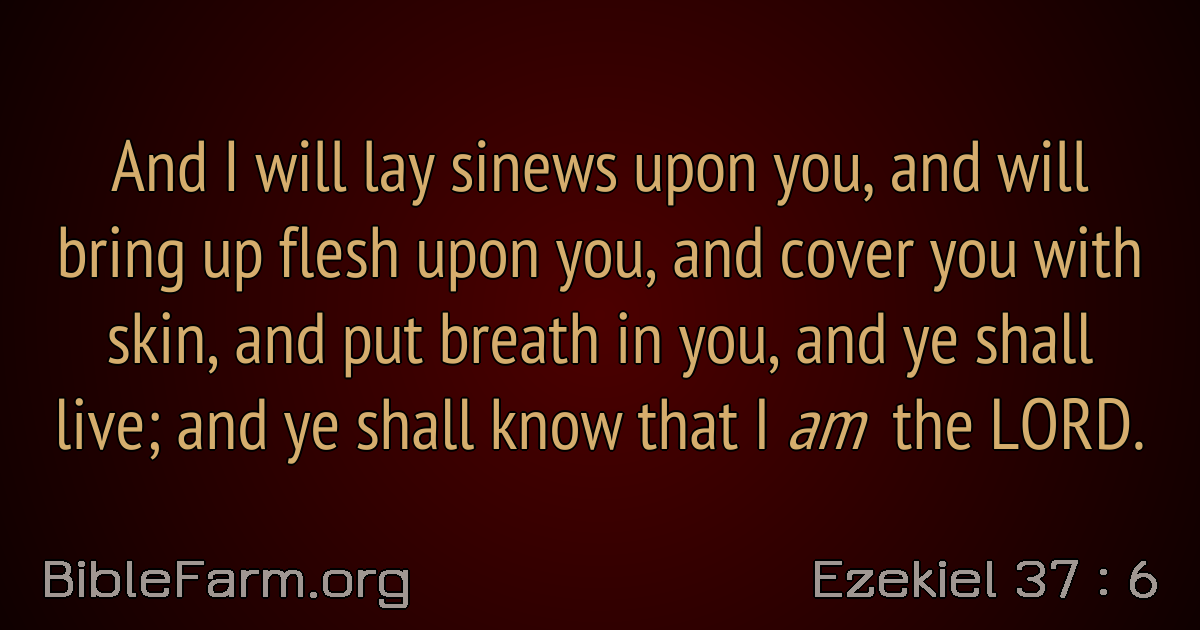 And I will lay sinews upon you, and will
bring up flesh upon you, and cover you with
skin, and put breath in you, and ye shall
live; and ye shall know that I am the LORD.
BibleFarm.org
Ezekiel 37 : 6